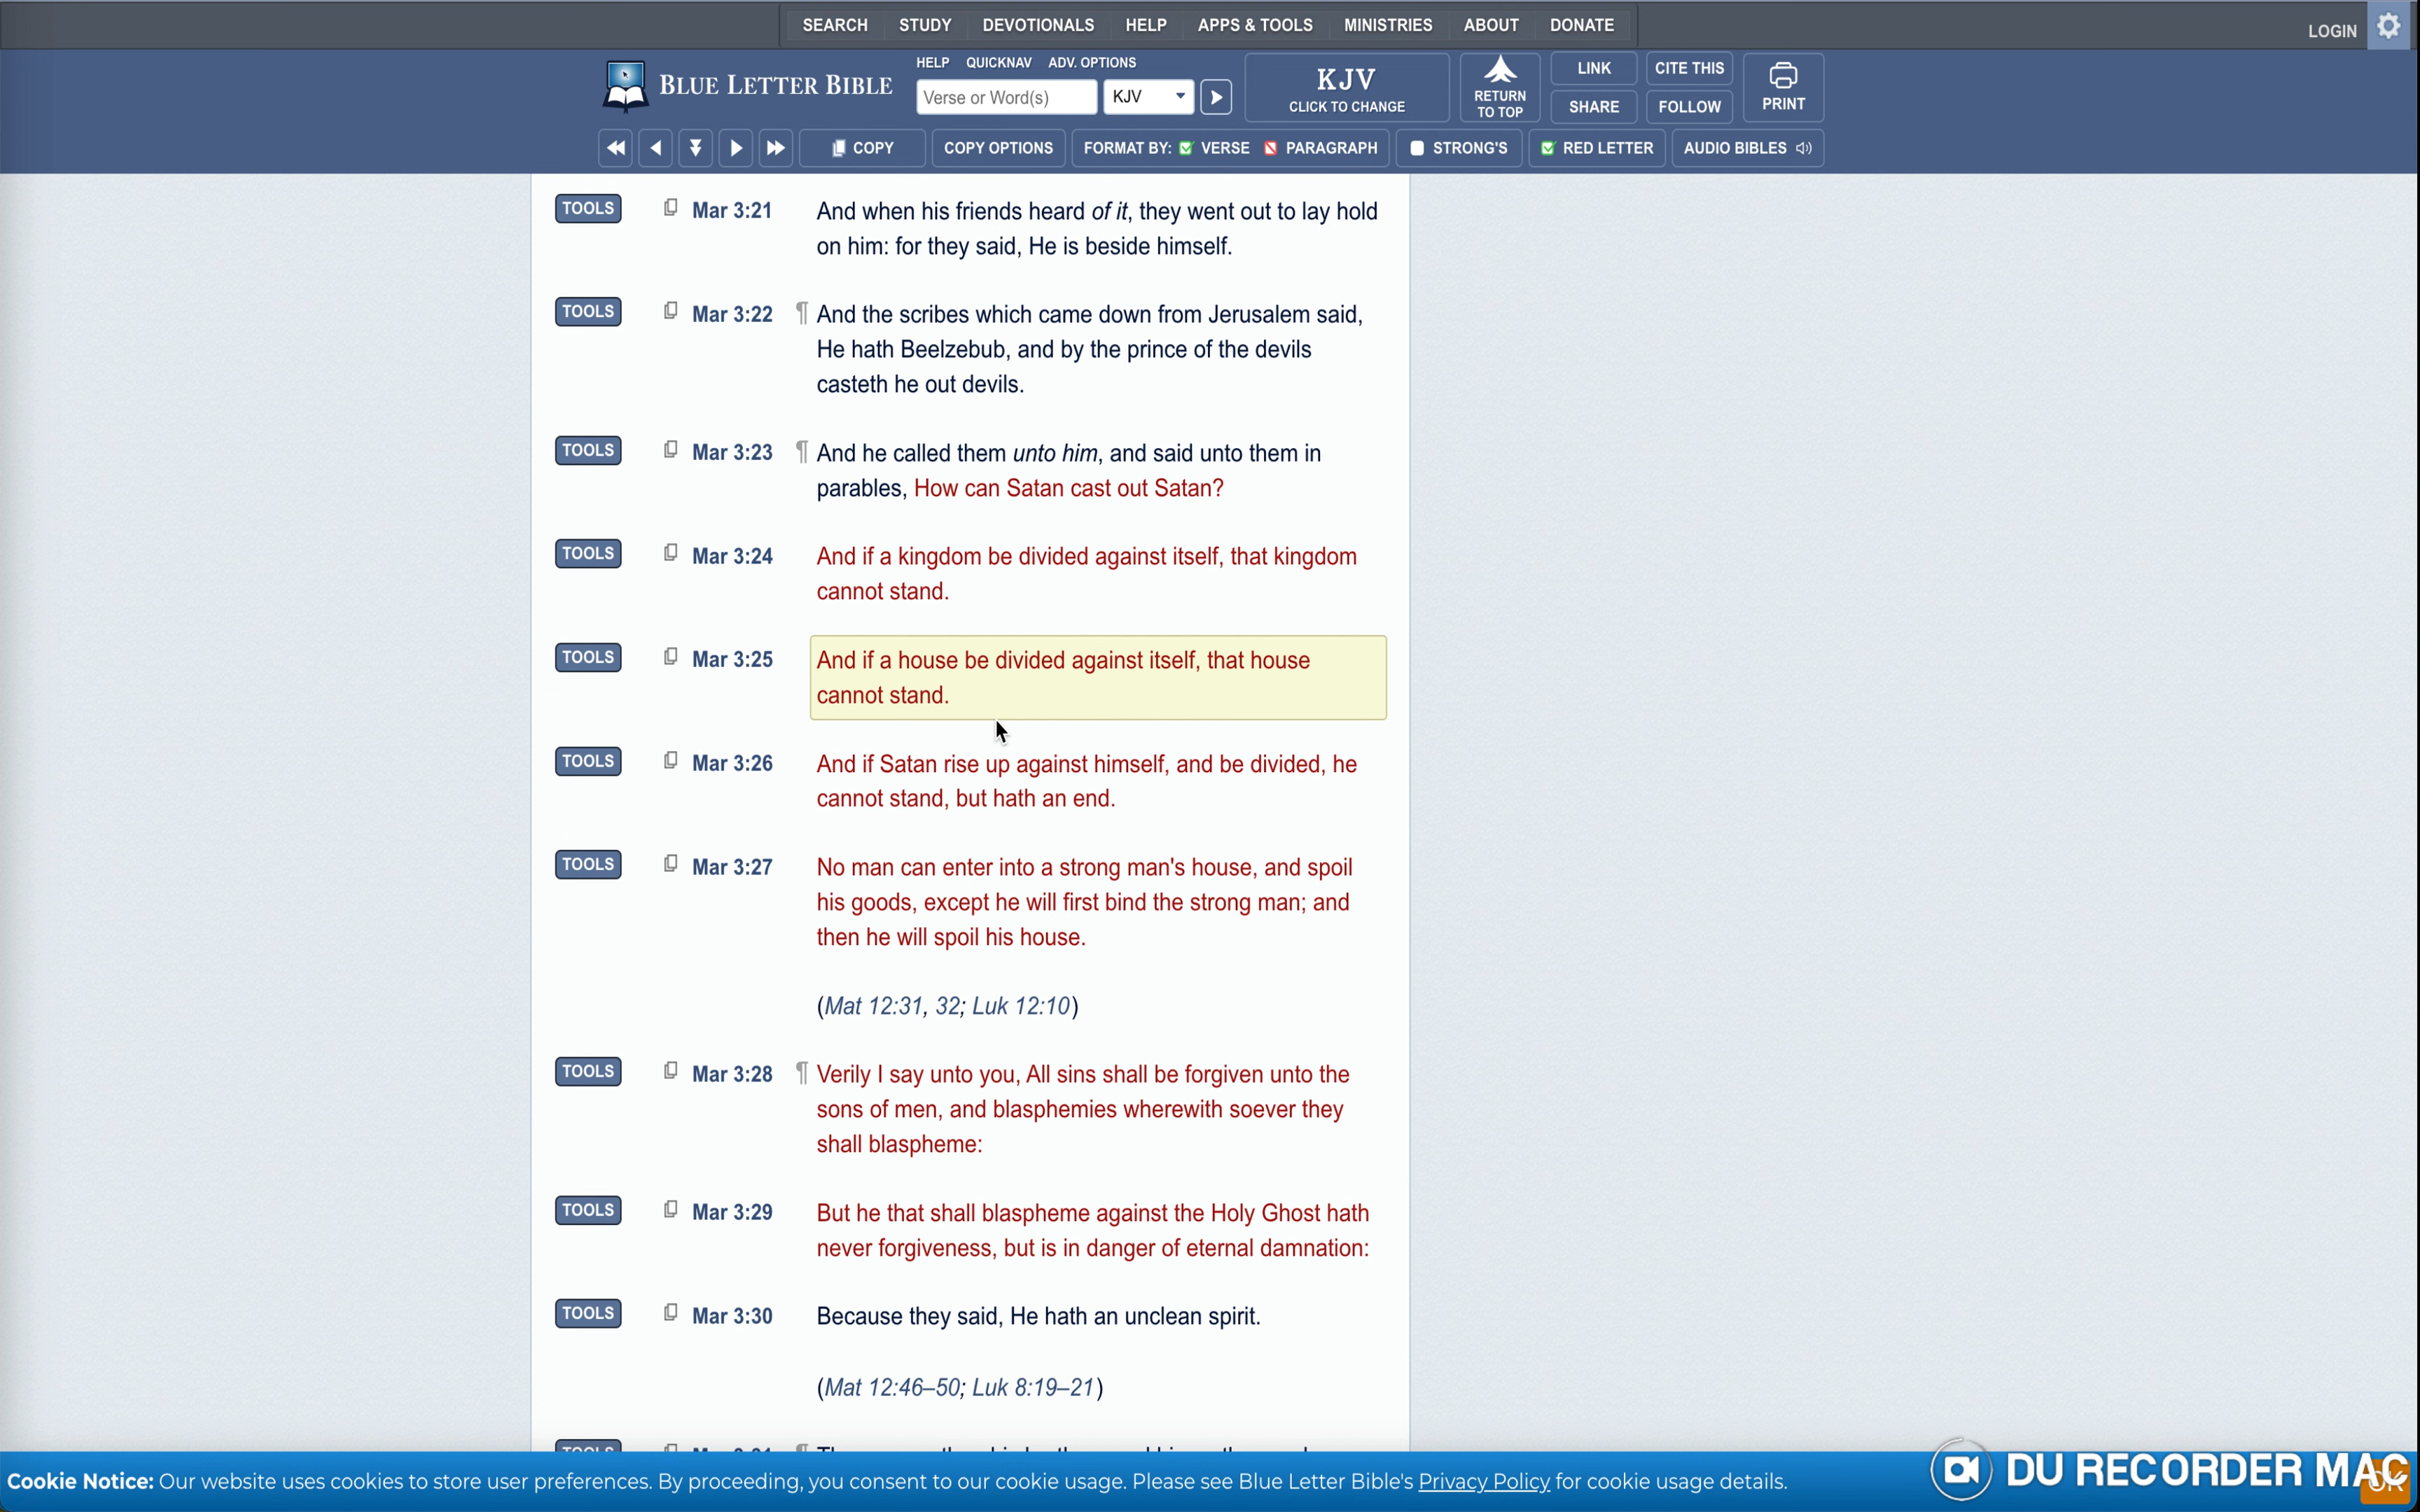 SEARCH STUDY DEVOTIONALS HELP APPS & TOOLS MINISTRIES ABOUT DONATE
LOGIN
BLUE LETTER BIBLE
HELP QUICKNAV ADV. OPTIONS
Verse or Word(s) KJV
KJV
CLICK TO CHANGE
RETURN
TO TOP
LINK
CITE THIS
SHARE
FOLLOW
PRINT
COPY COPY OPTIONS FORMAT BY: VERSE PARAGRAPH STRONG'S RED LETTER AUDIO BIBLES
TOOLS Mar 3:21 And when his friends heard of it, they went out to lay hold
on him: for they said, He is beside himself.
TOOLS Mar 3:22 ¶ And the scribes which came down from Jerusalem said,
He hath Beelzebub, and by the prince of the devils
casteth he out devils.
TOOLS Mar 3:23 ¶ And he called them unto him, and said unto them in
parables, How can Satan cast out Satan?
TOOLS Mar 3:24 And if a kingdom be divided against itself, that kingdom
cannot stand.
TOOLS Mar 3:25 And if a house be divided against itself, that house
cannot stand.
TOOLS Mar 3:26 And if Satan rise up against himself, and be divided, he
cannot stand, but hath an end.
TOOLS Mar 3:27 No man can enter into a strong man's house, and spoil
his goods, except he will first bind the strong man; and
then he will spoil his house.
(Mat 12:31, 32; Luk 12:10)
TOOLS Mar 3:28 ¶ Verily I say unto you, All sins shall be forgiven unto the
sons of men, and blasphemies wherewith soever they
shall blaspheme:
TOOLS Mar 3:29 But he that shall blaspheme against the Holy Ghost hath
never forgiveness, but is in danger of eternal damnation:
TOOLS Mar 3:30 Because they said, He hath an unclean spirit.
(Mat 12:46–50; Luk 8:19–21)
Cookie Notice: Our website uses cookies to store user preferences. By proceeding, you consent to our cookie usage. Please see Blue Letter Bible's Privacy Policy for cookie usage details.
DU RECORDER MAC
OK